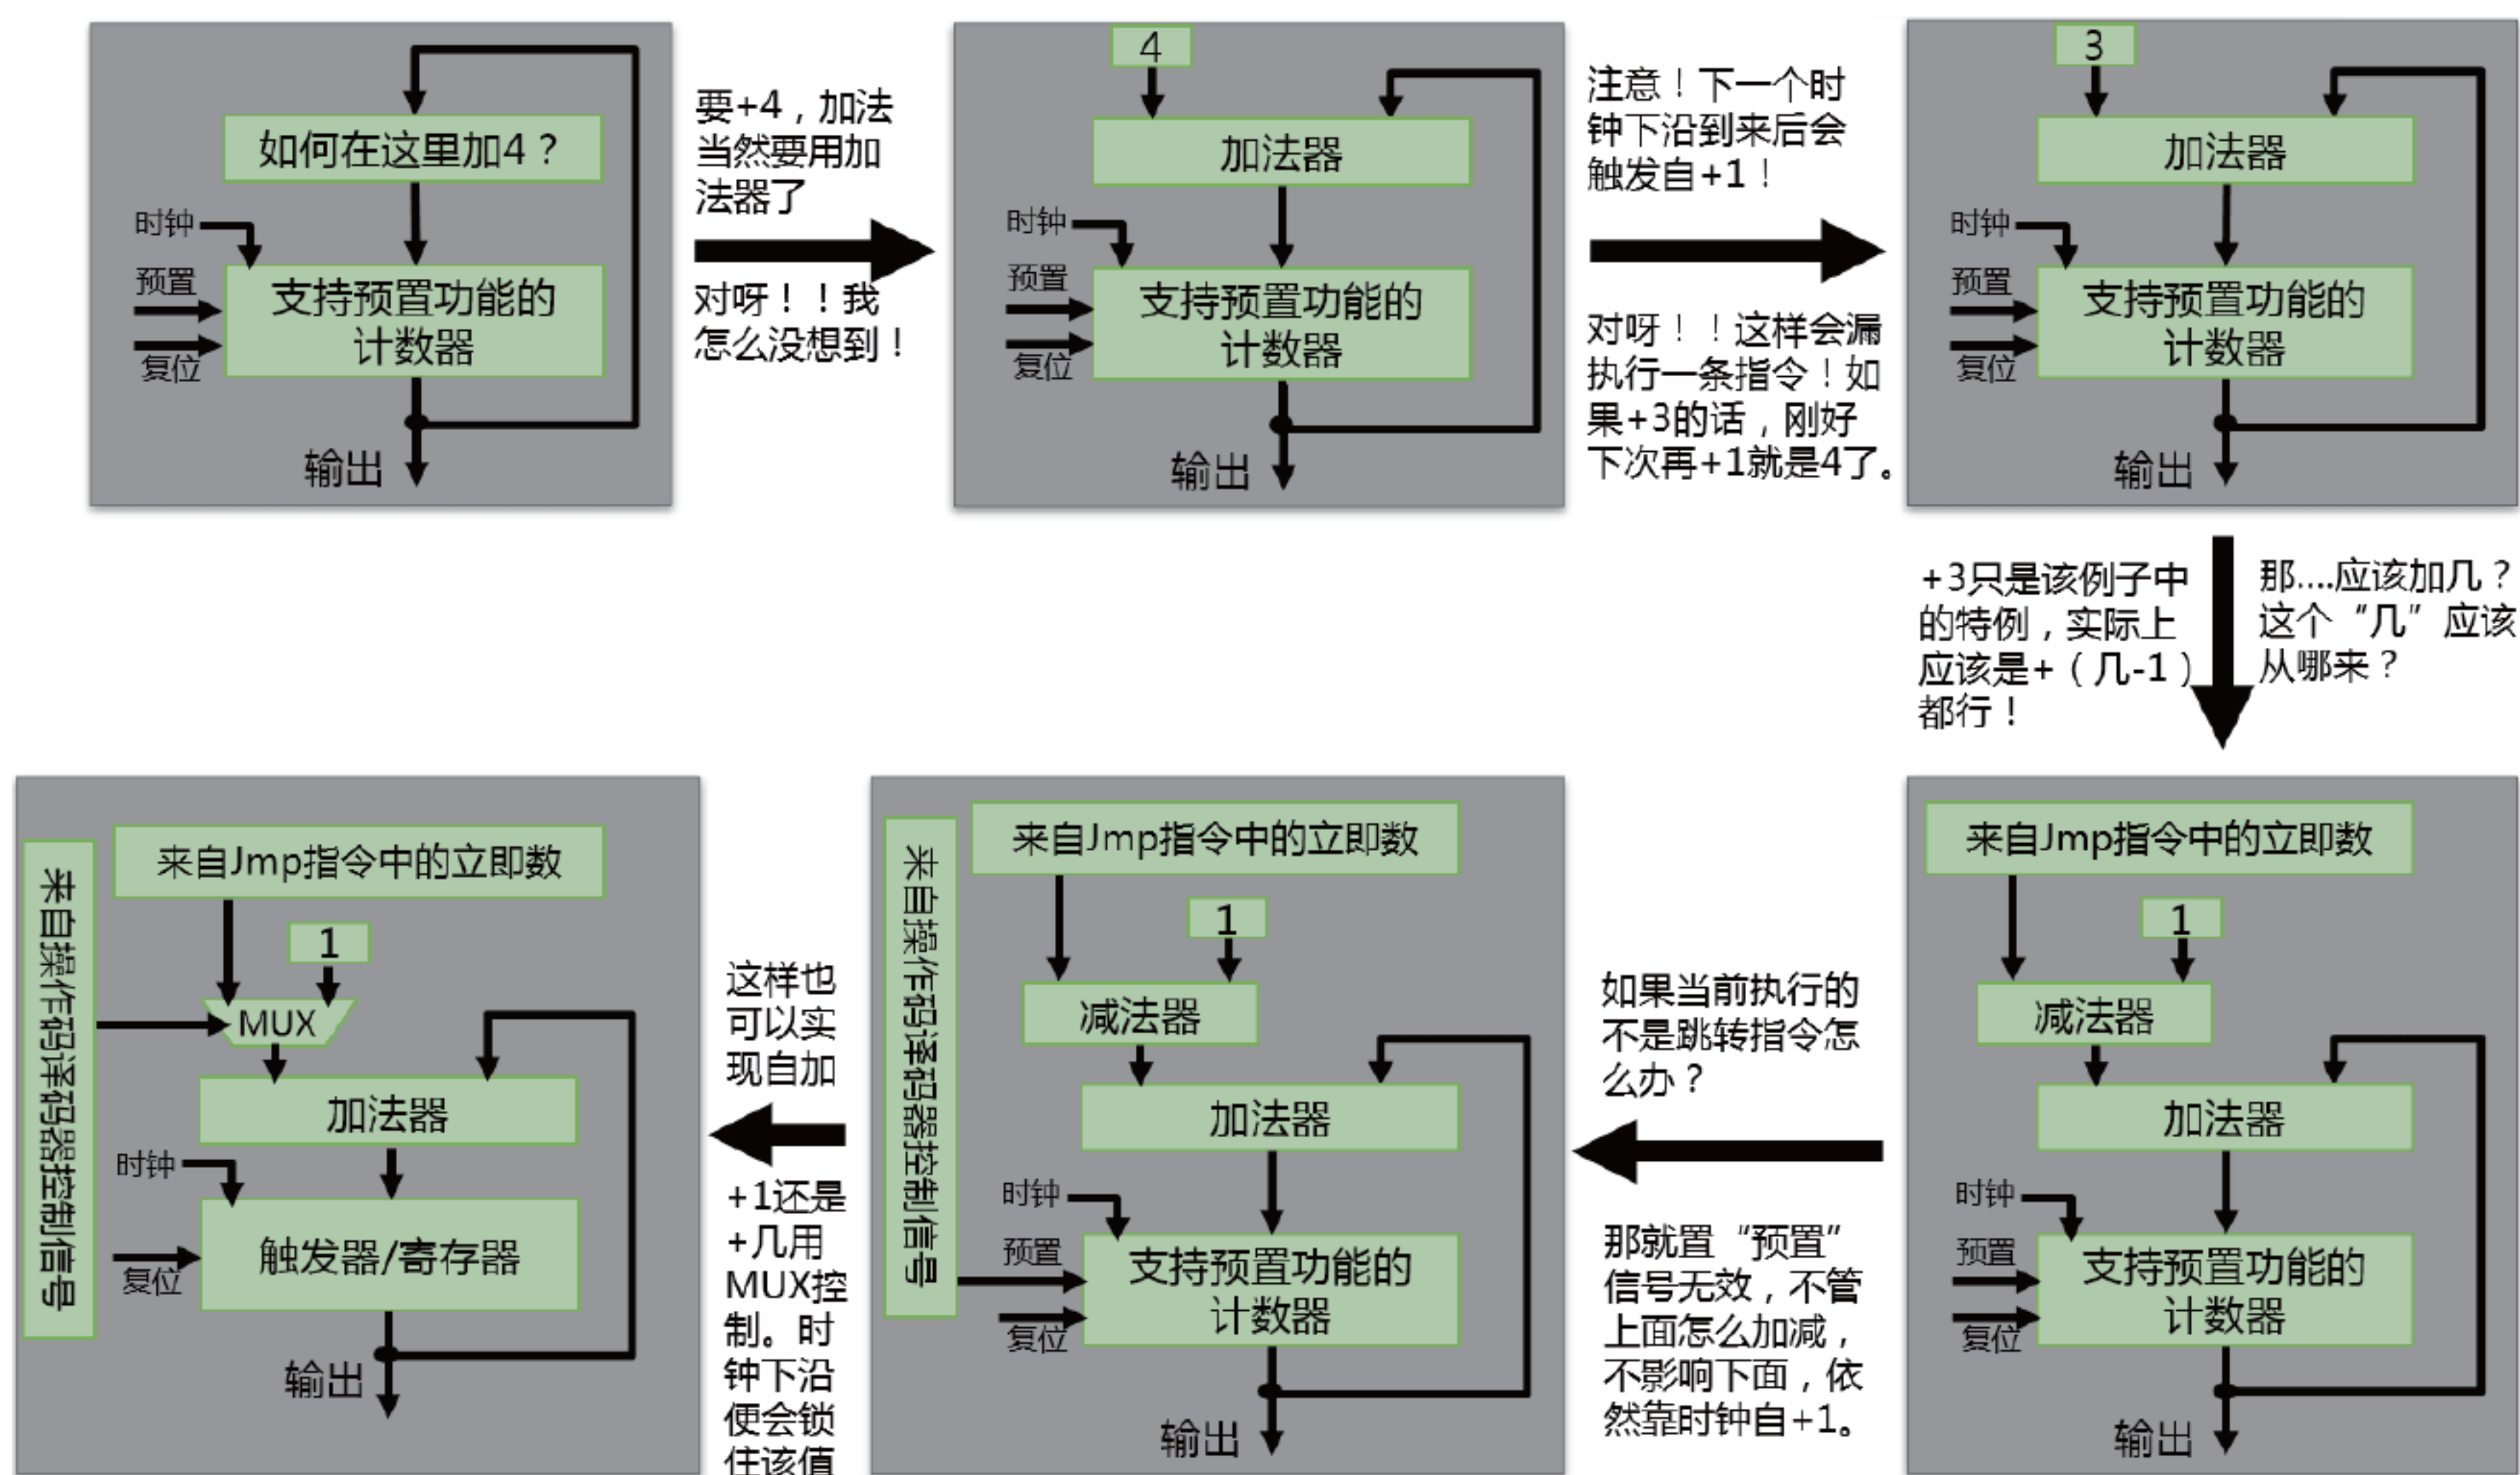 如何在这里加4？
时钟
预置
支持预置功能的
计数器
复位
输出
要+4，加法
当然要用加
法器了
对呀！！我
怎么没想到！
4
加法器
时钟
预置
支持预置功能的
计数器
复位
输出
注意！下一个时
钟下沿到来后会
触发自+1！
对呀！！这样会漏
执行一条指令！如
果+3的话，刚好
下次再+1就是4了。
3
加法器
时钟
预置
支持预置功能的
计数器
复位
输出
+3只是该例子中
的特例，实际上
应该是+（几-1）
都行！
那....应该加几？
这个“几”应该
从哪来？
来自Jmp指令中的立即数
1
减法器
加法器
时钟
预置
支持预置功能的
计数器
复位
输出
如果当前执行的
不是跳转指令怎
么办？
那就置“预置”
信号无效，不管
上面怎么加减，
不影响下面，依
然靠时钟自+1。
来自操作码译码器控制信号
来自Jmp指令中的立即数
1
减法器
加法器
时钟
预置
支持预置功能的
计数器
复位
输出
这样也
可以实
现自加
+1还是
+几用
MUX控
制。时
钟下沿
便会锁
住该值
来自操作码译码器控制信号
来自Jmp指令中的立即数
1
MUX
加法器
时钟
触发器/寄存器
复位
输出